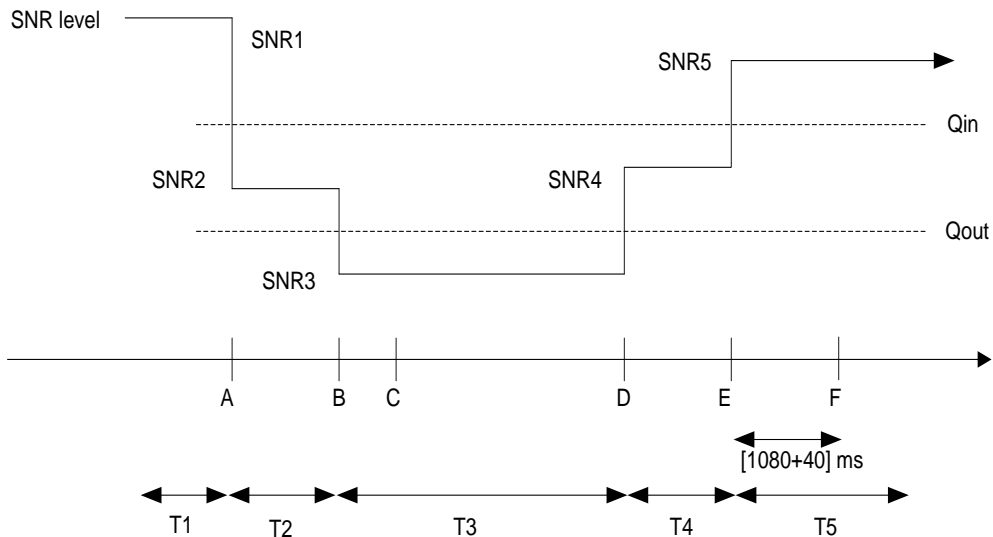 SNR level
SNR1
SNR5
Qin
SNR2
SNR4
Qout
SNR3
A B C D E F
[1080+40] ms
T1 T2 T3 T4 T5